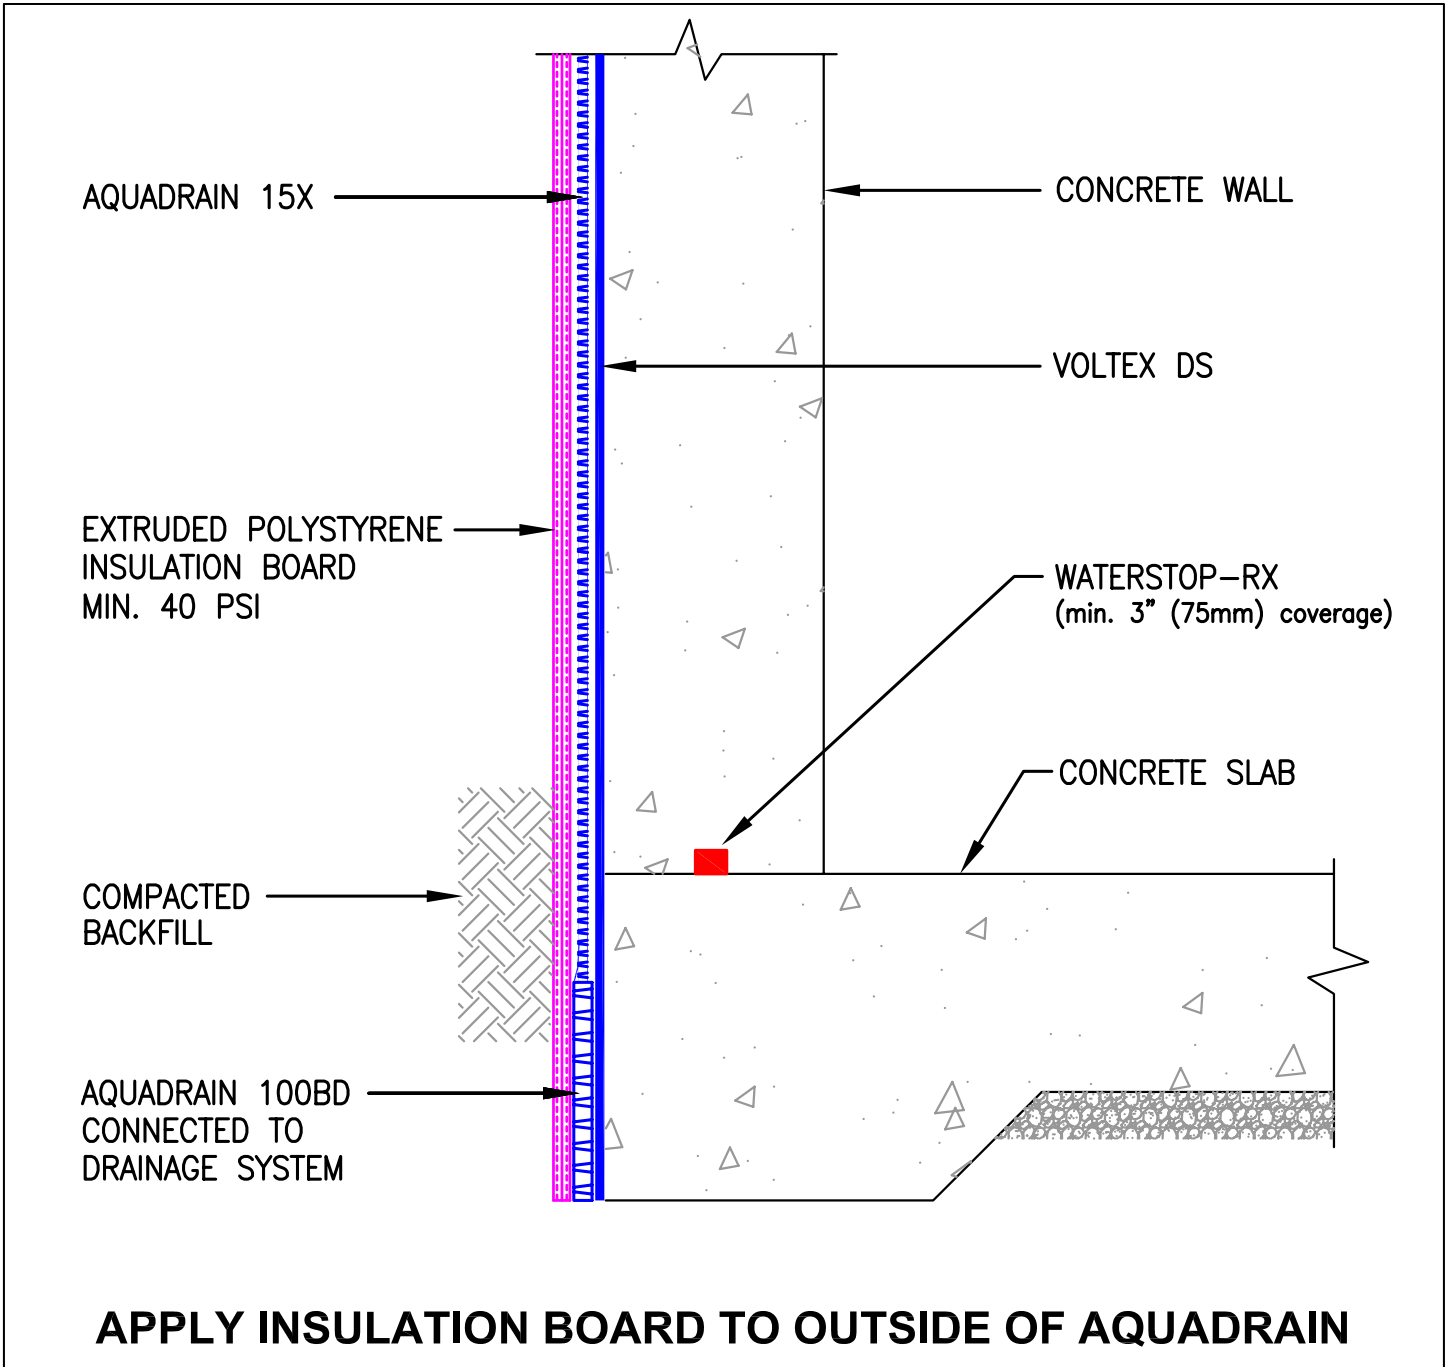 AQUADRAIN 15X
CONCRETE WALL
VOLTEX DS
EXTRUDED POLYSTYRENE
INSULATION BOARD
MIN. 40 PSI
WATERSTOP-RX
(min. 3" (75mm) coverage)
CONCRETE SLAB
COMPACTED
BACKFILL
AQUADRAIN 100BD
CONNECTED TO
DRAINAGE SYSTEM
APPLY INSULATION BOARD TO OUTSIDE OF AQUADRAIN